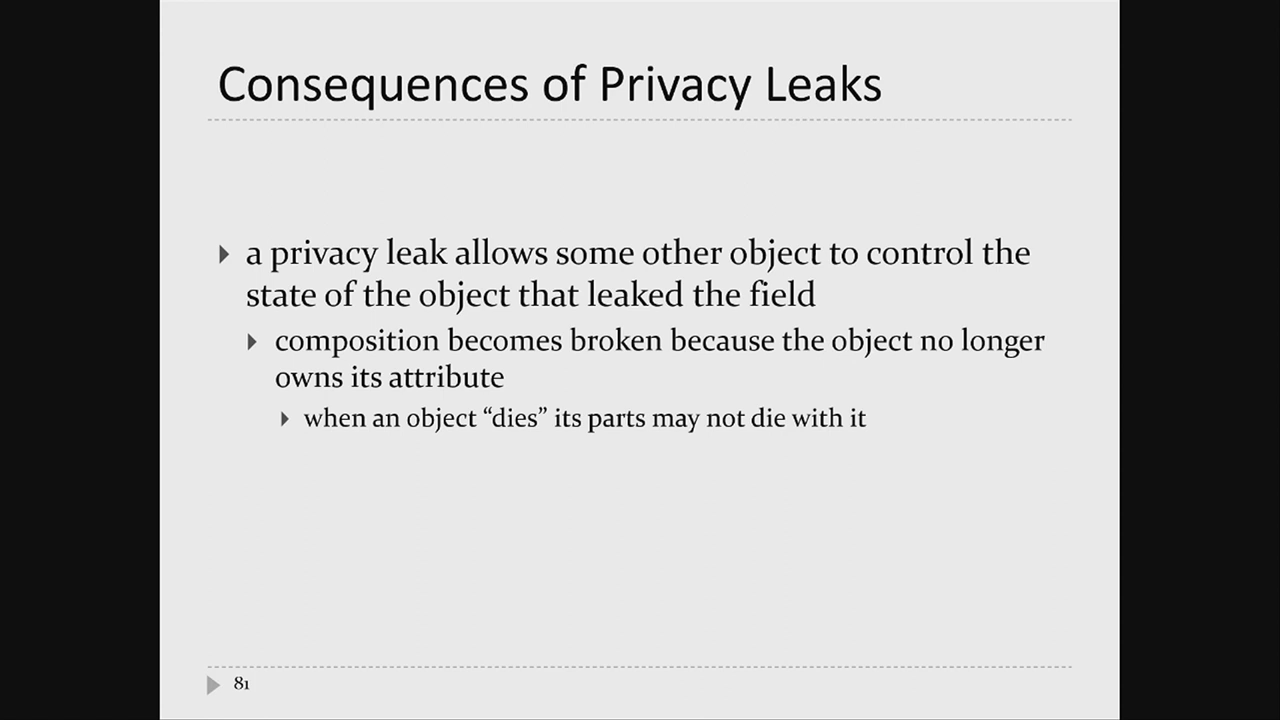 Consequences of Privacy Leaks
a privacy leak allows some other object to control the
state of the object that leaked the field
composition becomes broken because the object no longer
owns its attribute
when an object “dies” its parts may not die with it
81